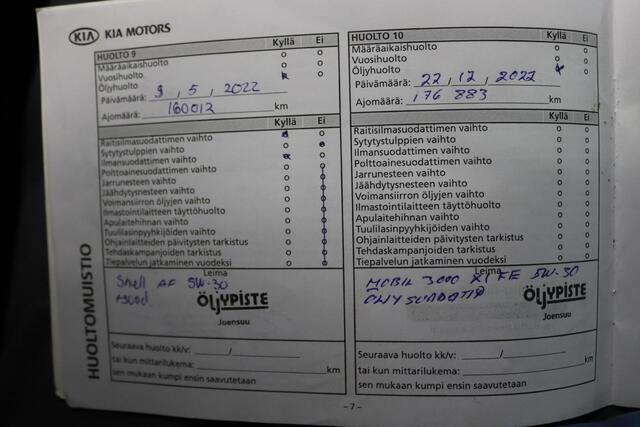 KIA KIA MOTORS
HUOLTO 9 Kyllä Ei
Määräaikaishuolto
Vuosihuolto
Öljyhuolto
Päivämäärä: 9, 5, 2022
Ajomäärä: 160012 km
Raitisilmasuodattimen vaihto
Sytytystulppien vaihto
Ilmansuodattimen vaihto
Polttoainesuodattimen vaihto
Jarrunesteen vaihto
Jäähdytysnesteen vaihto
Voimansiirron öljyjen vaihto
Ilmastointilaitteen täyttöhuolto
Apulaitehihnan vaihto
Tuulilasinpyyhkijöiden vaihto
Ohjainlaitteiden päivitysten tarkistus
Tehdaskampanjoiden tarkistus
Tiepalvelun jatkaminen vuodeksi
Leima
Shell AF 5W-30
ÖLJYPISTE
Joensuu
Seuraava huolto kk/v: /
tai kun mittarilukema: km
sen mukaan kumpi ensin saavutetaan
HUOLTOMUISTIO
HUOLTO 10 Kyllä Ei
Määräaikaishuolto
Vuosihuolto
Öljyhuolto
Päivämäärä: 22, 12, 2022
Ajomäärä: 176 883 km
Raitisilmasuodattimen vaihto
Sytytystulppien vaihto
Ilmansuodattimen vaihto
Polttoainesuodattimen vaihto
Jarrunesteen vaihto
Jäähdytysnesteen vaihto
Voimansiirron öljyjen vaihto
Ilmastointilaitteen täyttöhuolto
Apulaitehihnan vaihto
Tuulilasinpyyhkijöiden vaihto
Ohjainlaitteiden päivitysten tarkistus
Tehdaskampanjoiden tarkistus
Tiepalvelun jatkaminen vuodeksi
Leima
MOBIL 3000 X1 FE 5W-30
ÖLJYPISTE
Joensuu
Seuraava huolto kk/v: /
tai kun mittarilukema: km
sen mukaan kumpi ensin saavutetaan
-7-